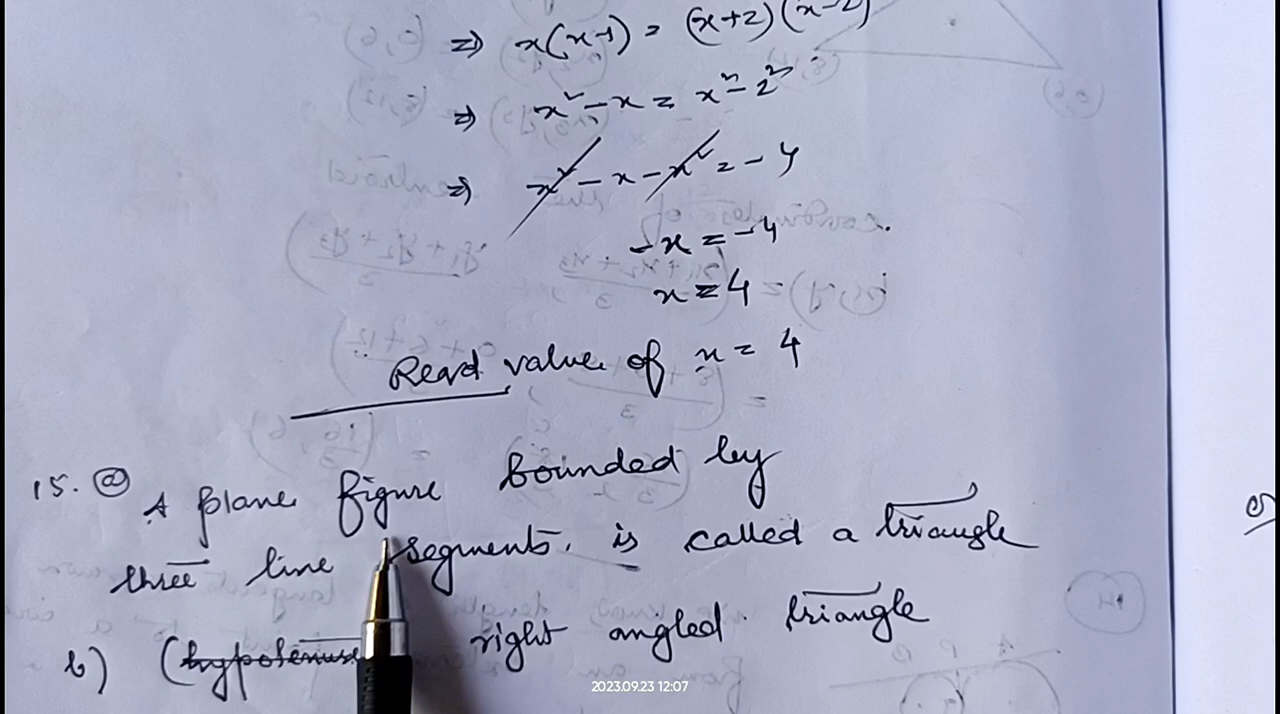 ⇒ x(x-1) = (x+2)(x-2)
⇒ x² - x = x² - 2²
⇒ x² - x - x² = -4
-x = -4
x = 4
Read value of x = 4
15. ⓐ A plane figure bounded by
three line segments. is called a triangle
b) (hypotenuse right angled triangle
2023.09.23 12:07